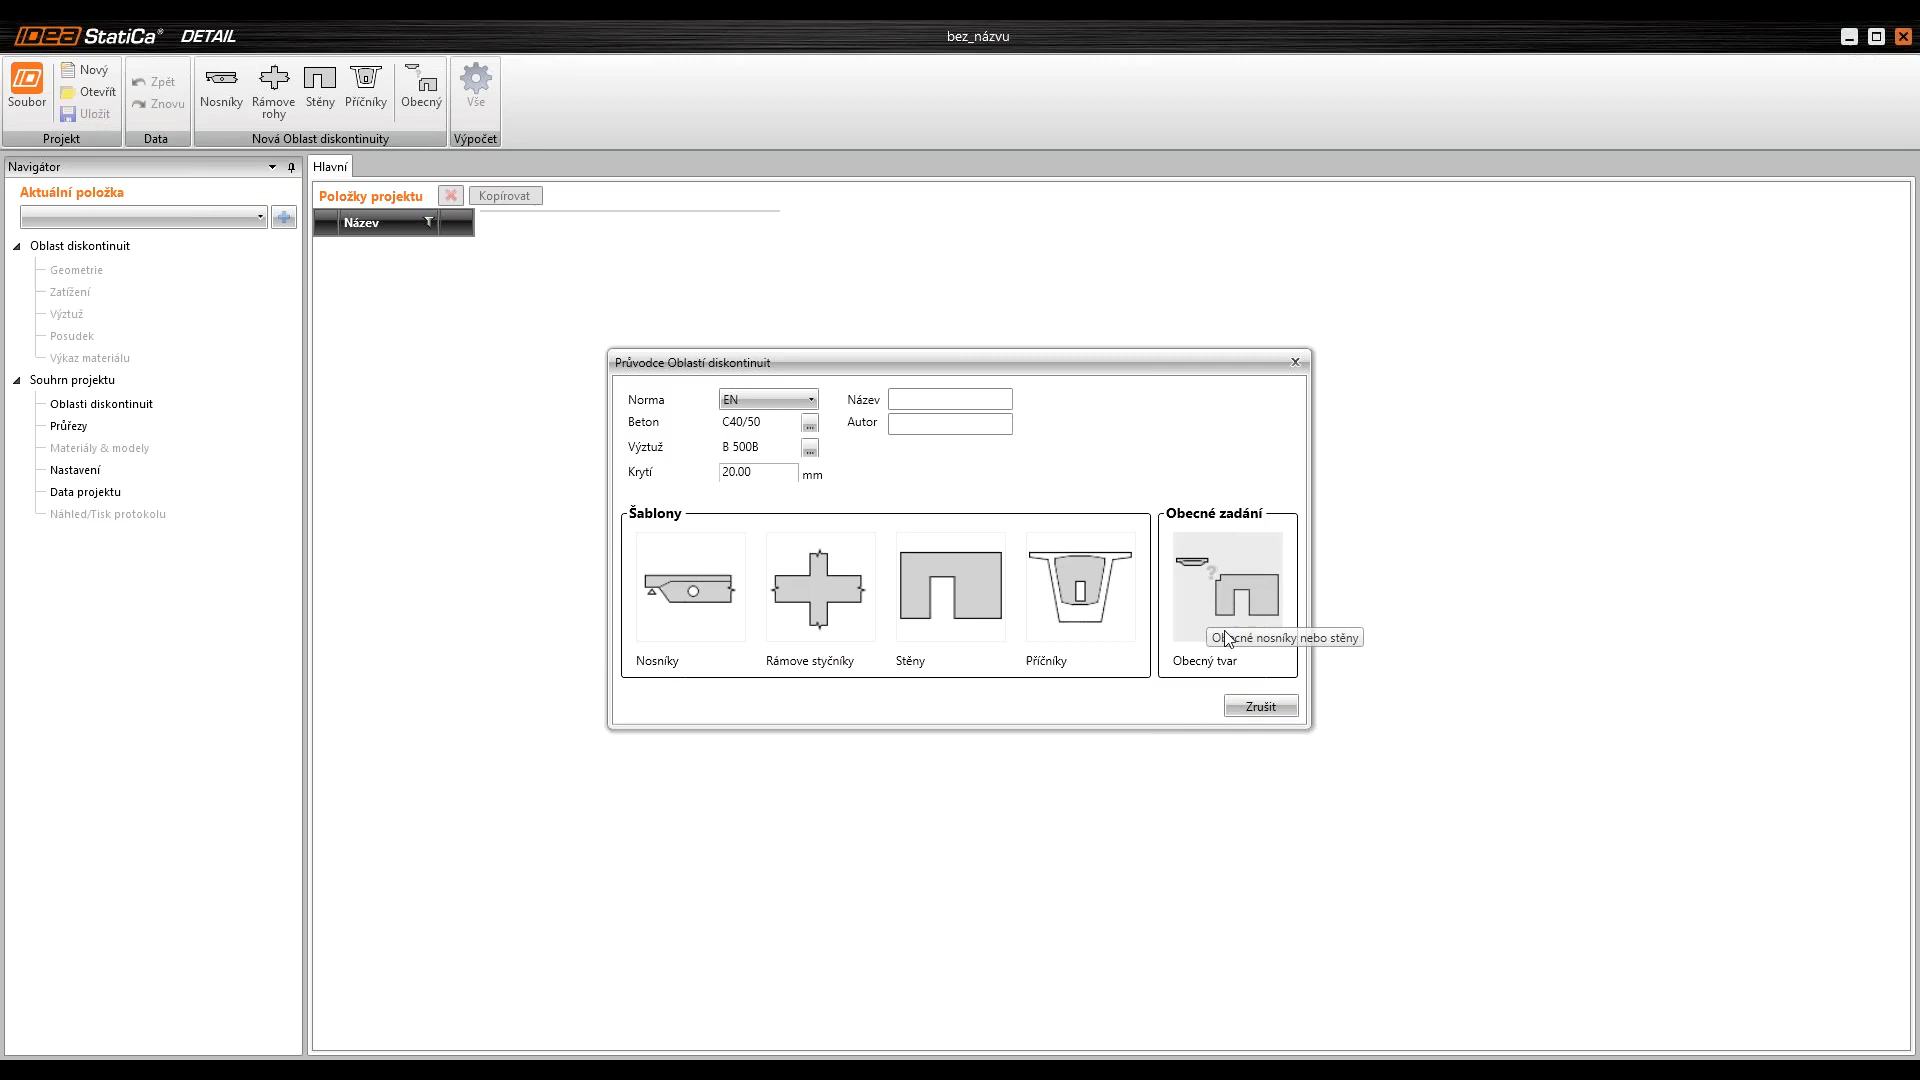 IDEA StatiCa® DETAIL
bez_názvu
Soubor
Nový
Otevřít
Uložit
Projekt
Zpět
Znovu
Data
Nosníky
Rámove rohy
Stěny
Příčníky
Obecný
Nová Oblast diskontinuity
Vše
Výpočet
Navigátor
Aktuální položka
Oblast diskontinuit
Geometrie
Zatížení
Výztuž
Posudek
Výkaz materiálu
Souhrn projektu
Oblasti diskontinuit
Průřezy
Materiály & modely
Nastavení
Data projektu
Náhled/Tisk protokolu
Hlavní
Položky projektu
Kopírovat
Název
Průvodce Oblastí diskontinuit
Norma EN Název
Beton C40/50 ... Autor
Výztuž B 500B ...
Krytí 20.00 mm
Šablony
Nosníky
Rámove styčníky
Stěny
Příčníky
Obecné zadání
?
Obecné nosníky nebo stěny
Obecný tvar
Zrušit